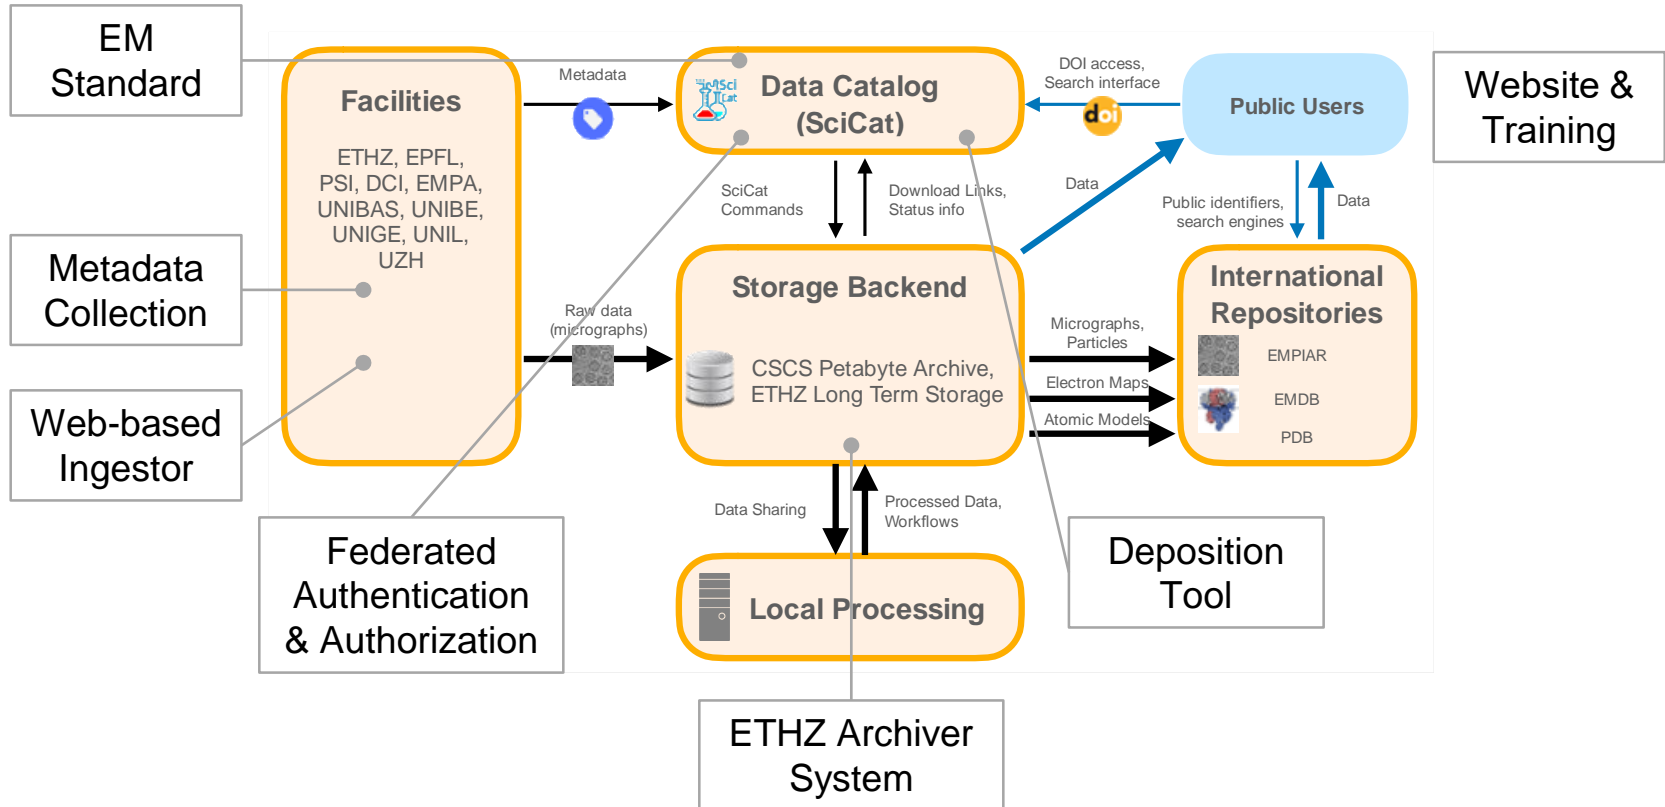 EM
Standard
Facilities
ETHZ, EPFL,
PSI, DCI, EMPA,
UNIBAS, UNIBE,
UNIGE, UNIL,
UZH
Metadata
Sci
Cat
Data Catalog
(SciCat)
DOI access,
Search interface
doi
Public Users
Website &
Training
SciCat
Commands
Download Links,
Status info
Data
Public identifiers,
search engines
Data
Metadata
Collection
Web-based
Ingestor
Raw data
(micrographs)
Storage Backend
CSCS Petabyte Archive,
ETHZ Long Term Storage
Micrographs,
Particles
Electron Maps
Atomic Models
International
Repositories
EMPIAR
EMDB
PDB
Data Sharing
Processed Data,
Workflows
Federated
Authentication
& Authorization
Local Processing
Deposition
Tool
ETHZ Archiver
System